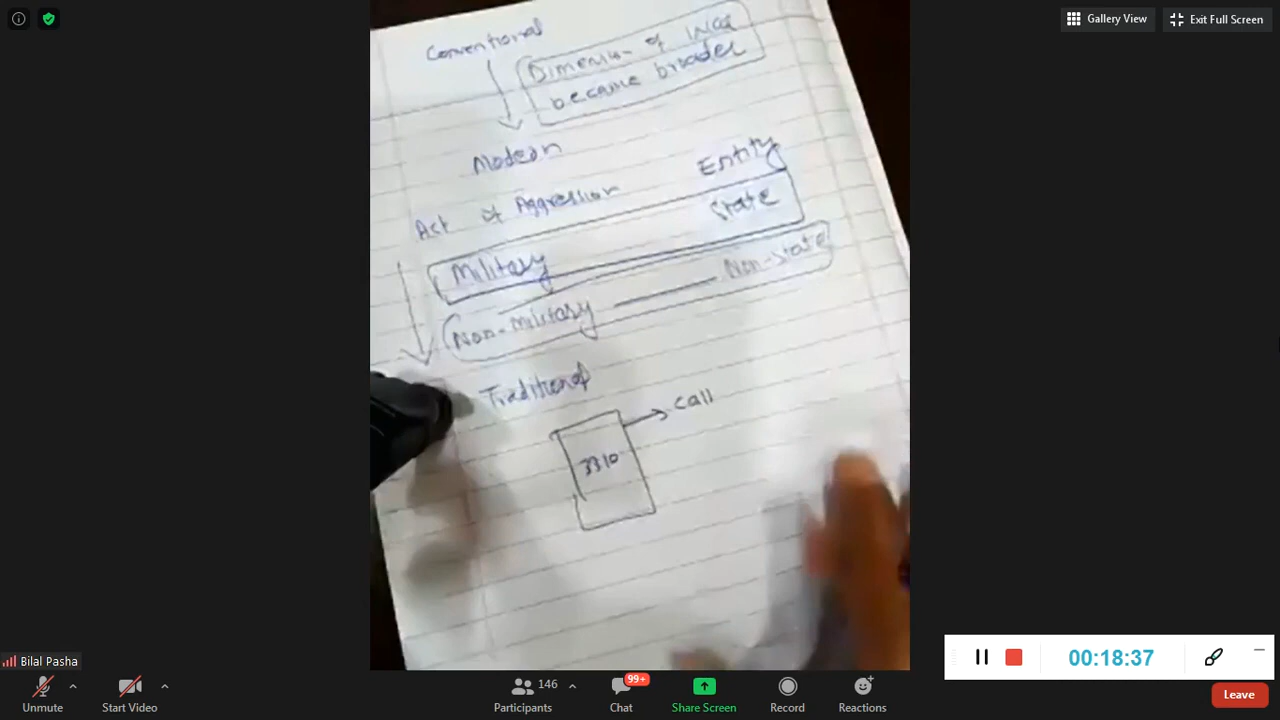 Gallery View
Exit Full Screen
Conventional
Dimension of War
became broader
Modern
Act of Aggression
Entity
Military
State
Non-Military
Non-State
Traditional
Call
3310
Bilal Pasha
00:18:37
146
99+
Unmute
Start Video
Participants
Chat
Share Screen
Record
Reactions
Leave